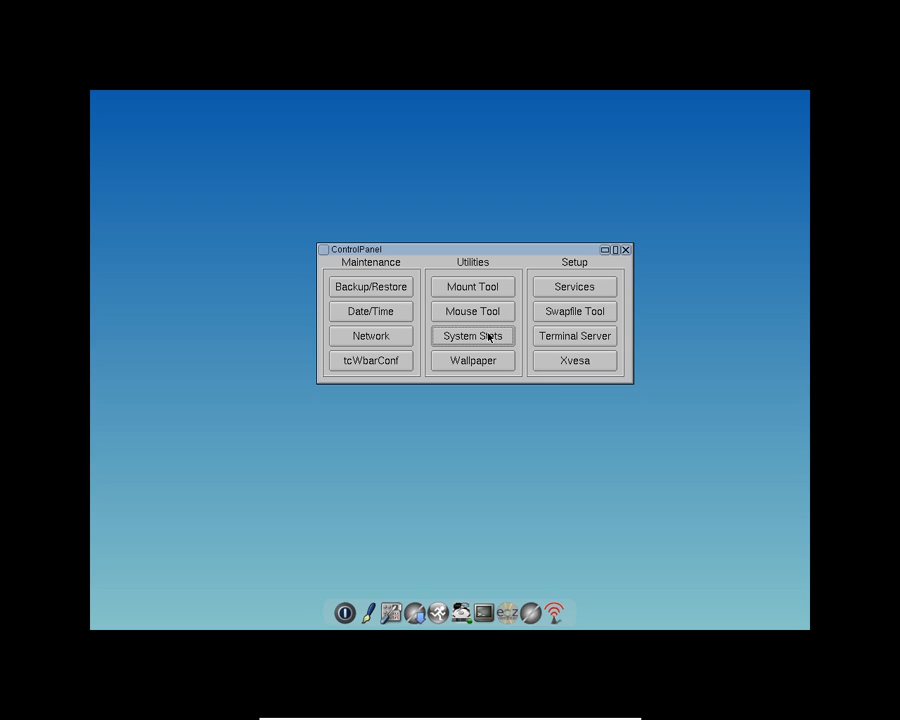 ControlPanel
Maintenance Utilities Setup
Backup/Restore Mount Tool Services
Date/Time Mouse Tool Swapfile Tool
Network System Stats Terminal Server
tcWbarConf Wallpaper Xvesa